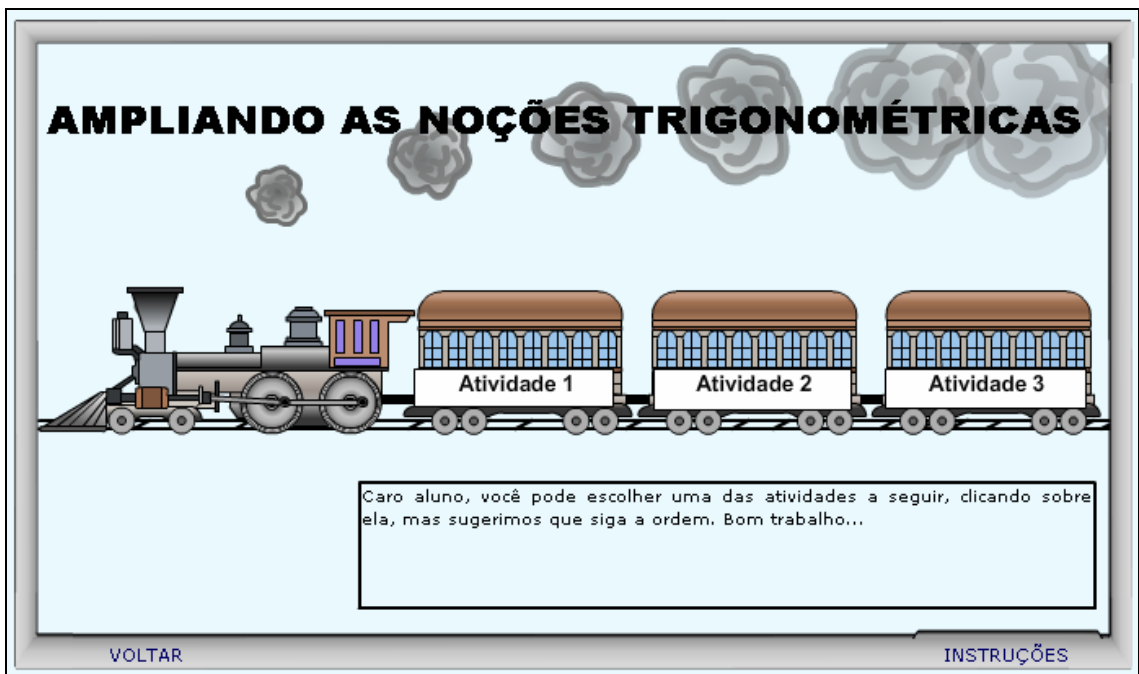 AMPLIANDO AS NOÇÕES TRIGONOMÉTRICAS
Atividade 1
Atividade 2
Atividade 3
Caro aluno, você pode escolher uma das atividades a seguir, clicando sobre
ela, mas sugerimos que siga a ordem. Bom trabalho...
VOLTAR
INSTRUÇÕES